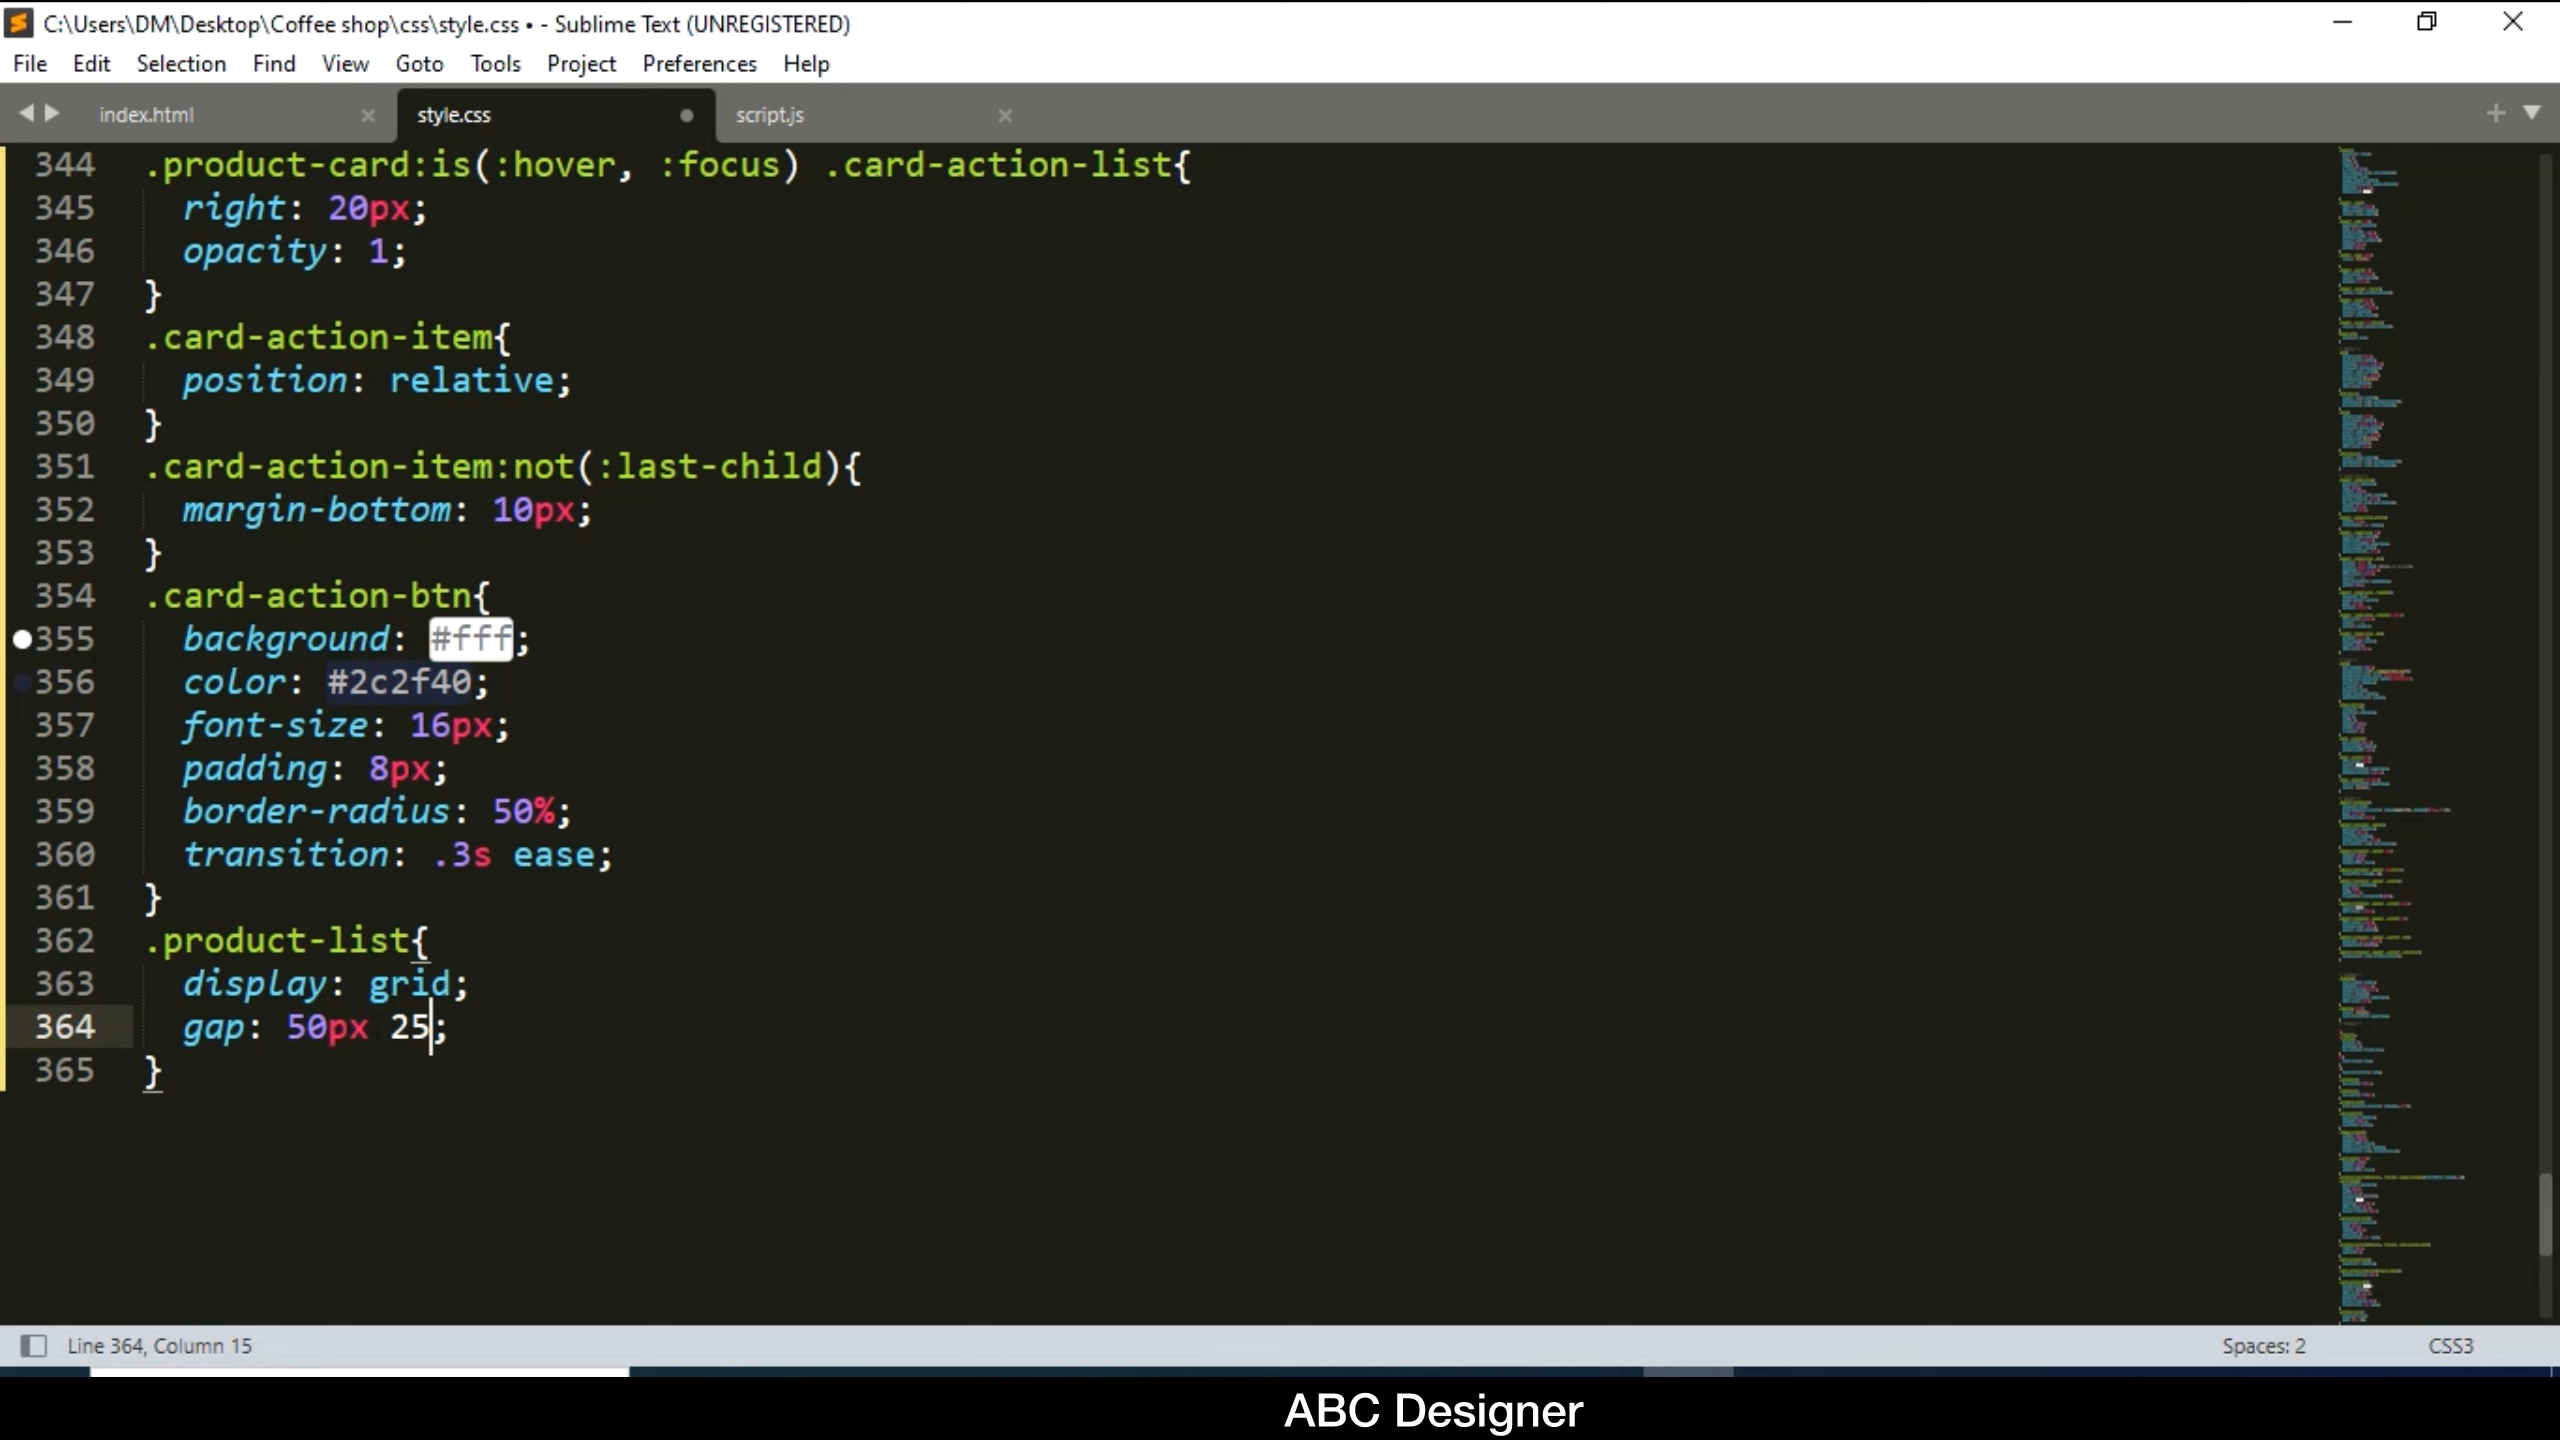 C:\Users\DM\Desktop\Coffee shop\css\style.css • - Sublime Text (UNREGISTERED)
File Edit Selection Find View Goto Tools Project Preferences Help
index.html style.css script.js
344 .product-card:is(:hover, :focus) .card-action-list{
345 right: 20px;
346 opacity: 1;
347 }
348 .card-action-item{
349 position: relative;
350 }
351 .card-action-item:not(:last-child){
352 margin-bottom: 10px;
353 }
354 .card-action-btn{
355 background: #fff;
356 color: #2c2f40;
357 font-size: 16px;
358 padding: 8px;
359 border-radius: 50%;
360 transition: .3s ease;
361 }
362 .product-list{
363 display: grid;
364 gap: 50px 25;
365 }
Line 364, Column 15 Spaces: 2 CSS3
ABC Designer